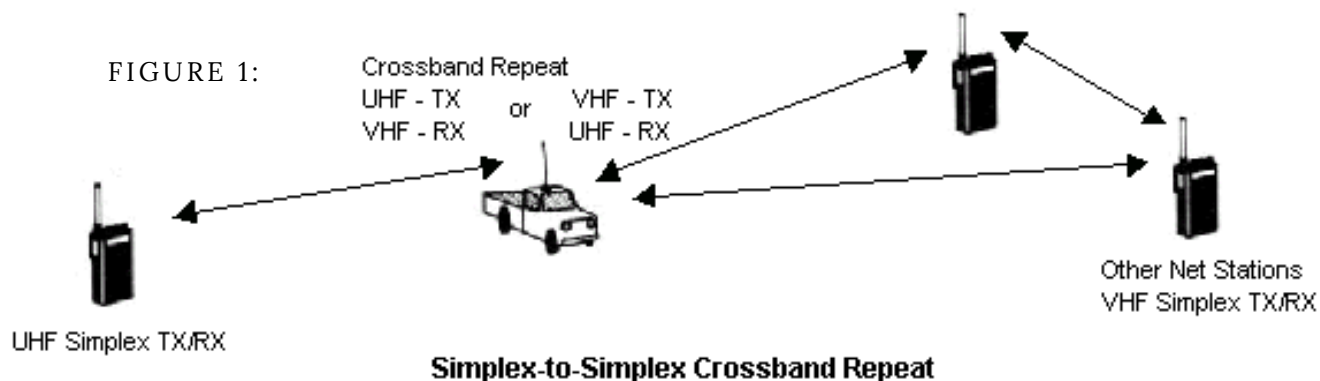 FIGURE 1:
Crossband Repeat
UHF - TX or VHF - TX
VHF - RX UHF - RX
UHF Simplex TX/RX
Other Net Stations
VHF Simplex TX/RX
Simplex-to-Simplex Crossband Repeat